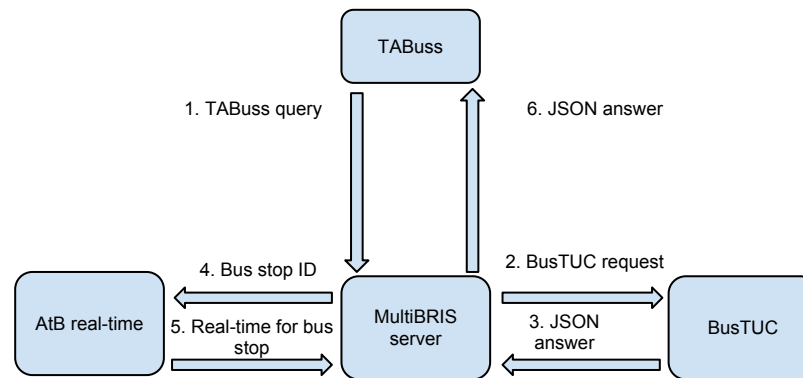 TABuss
1. TABuss query
6. JSON answer
4. Bus stop ID
2. BusTUC request
AtB real-time
5. Real-time for bus
stop
MultiBRIS
server
3. JSON
answer
BusTUC